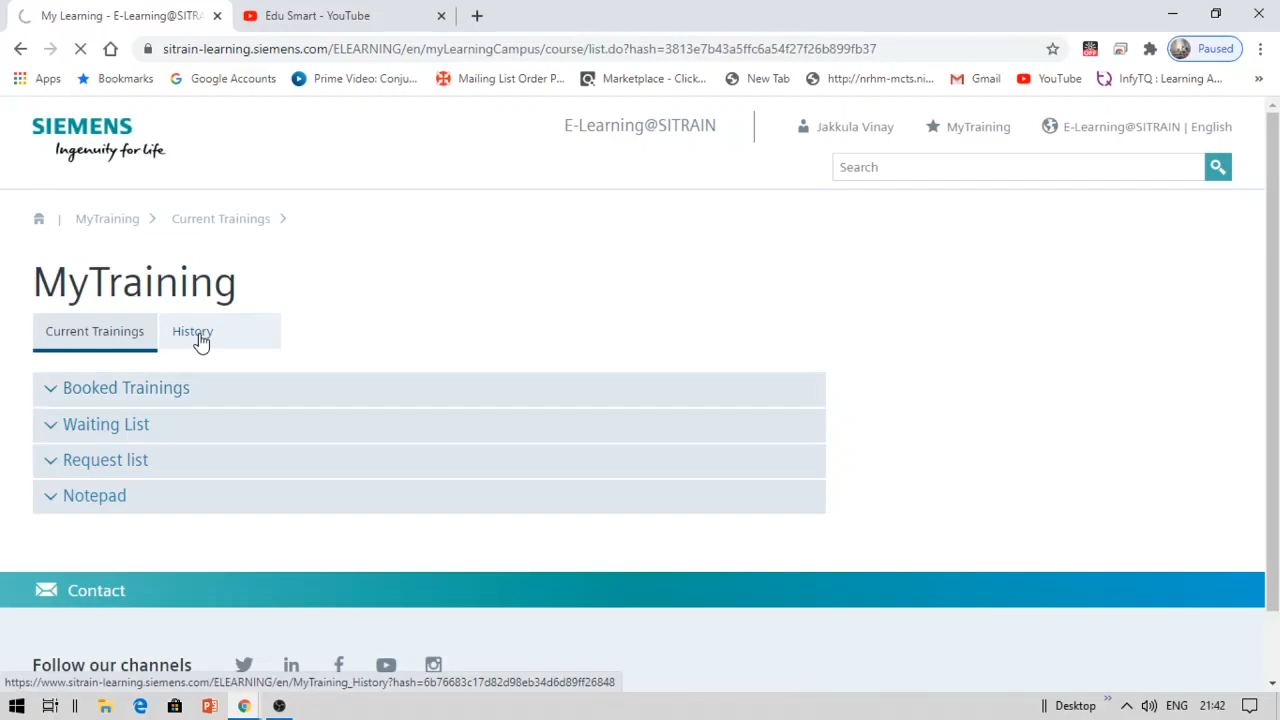 My Learning - E-Learning@SITRA
Edu Smart - YouTube
sitrain-learning.siemens.com/ELEARNING/en/myLearningCampus/course/list.do?hash=3813e7b43a5ffc6a54f27f26b899fb37
Paused
Apps
Bookmarks
Google Accounts
Prime Video: Conju...
Mailing List Order P...
Marketplace - Click...
New Tab
http://nrhm-mcts.ni...
Gmail
YouTube
InfyTQ : Learning A...
SIEMENS
Ingenuity for life
E-Learning@SITRAIN
Jakkula Vinay
MyTraining
E-Learning@SITRAIN | English
Search
MyTraining
Current Trainings
MyTraining
Current Trainings
History
Booked Trainings
Waiting List
Request list
Notepad
Contact
Follow our channels
https://www.sitrain-learning.siemens.com/ELEARNING/en/MyTraining_History?hash=6b76683c17d82d98eb34d6d89ff26848
Desktop
ENG
21:42